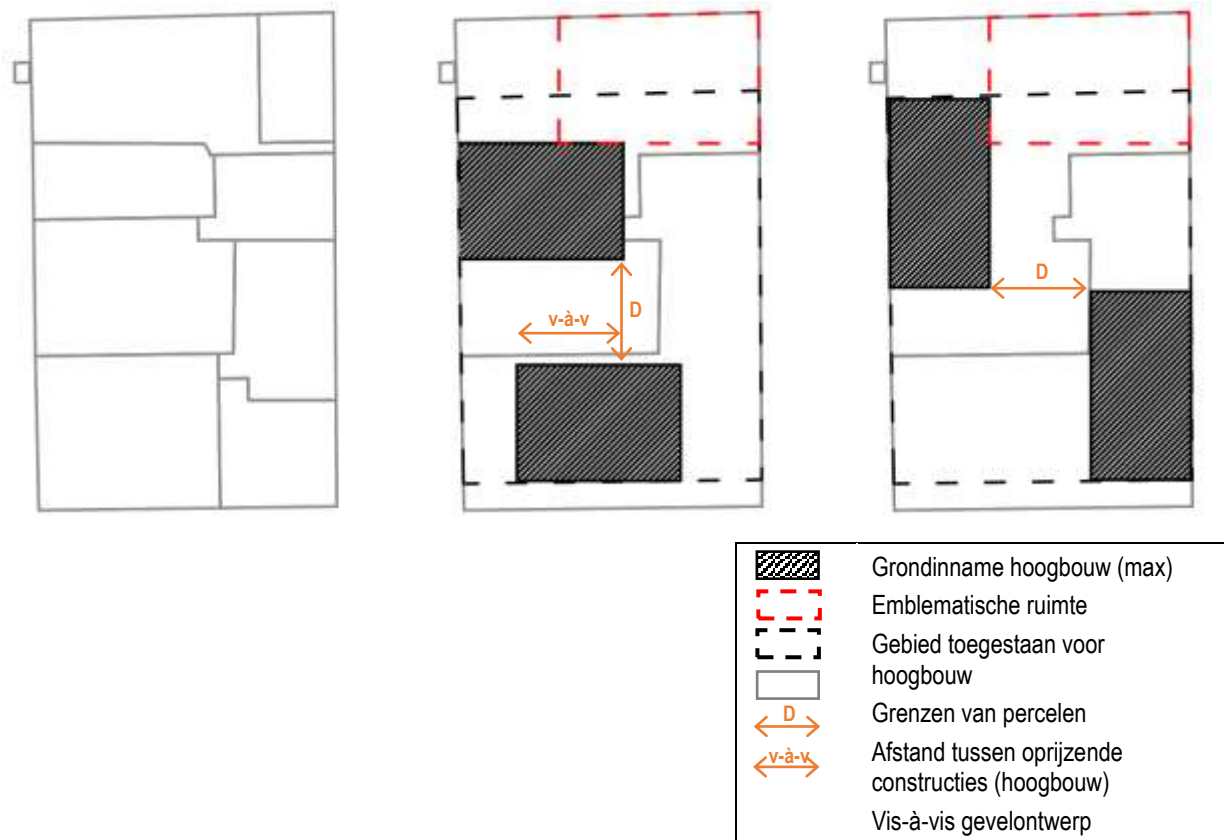 v-à-v
D
D
Grondinname hoogbouw (max)
Emblematische ruimte
Gebied toegestaan voor
hoogbouw
D
Grenzen van percelen
v-à-v
Afstand tussen oprijzende
constructies (hoogbouw)
Vis-à-vis gevelontwerp